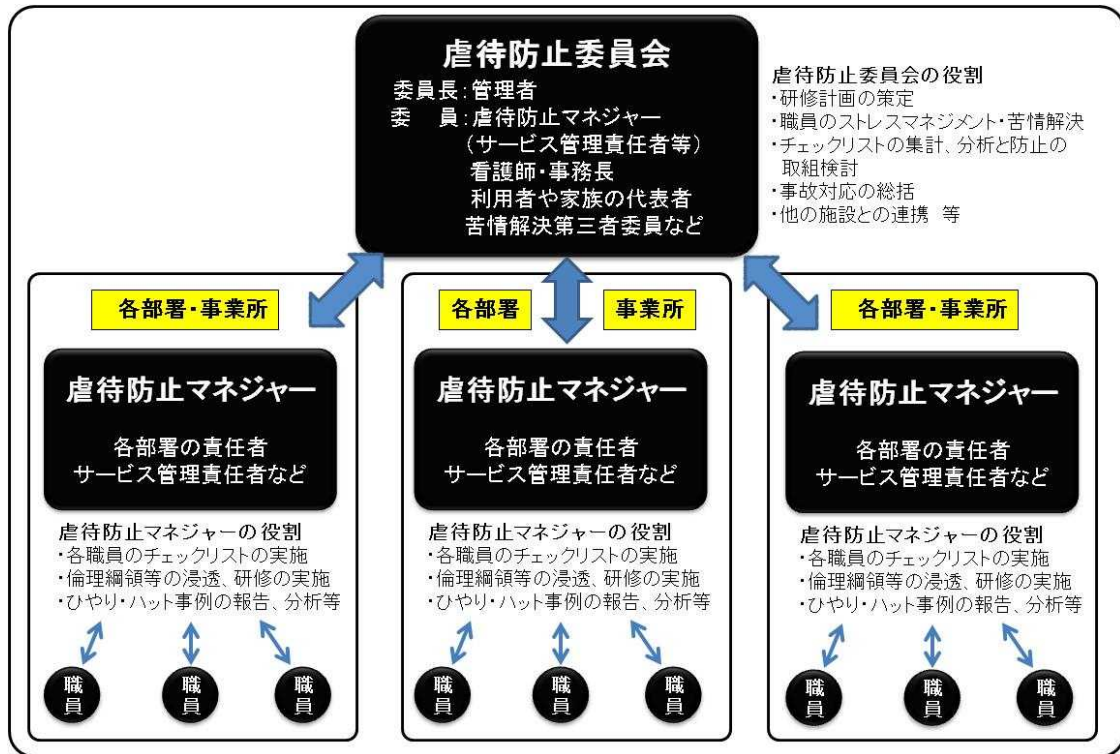 虐待防止委員会
委員長:管理者
委　員:虐待防止マネジャー
(サービス管理責任者等)
看護師・事務長
利用者や家族の代表者
苦情解決第三者委員など
虐待防止委員会の役割
・研修計画の策定
・職員のストレスマネジメント・苦情解決
・チェックリストの集計、分析と防止の
取組検討
・事故対応の総括
・他の施設との連携 等
各部署・事業所
虐待防止マネジャー
各部署の責任者
サービス管理責任者など
虐待防止マネジャーの役割
・各職員のチェックリストの実施
・倫理綱領等の浸透、研修の実施
・ひやり・ハット事例の報告、分析等
職員
職員
職員
各部署
事業所
虐待防止マネジャー
各部署の責任者
サービス管理責任者など
虐待防止マネジャーの役割
・各職員のチェックリストの実施
・倫理綱領等の浸透、研修の実施
・ひやり・ハット事例の報告、分析等
職員
職員
職員
各部署・事業所
虐待防止マネジャー
各部署の責任者
サービス管理責任者など
虐待防止マネジャーの役割
・各職員のチェックリストの実施
・倫理綱領等の浸透、研修の実施
・ひやり・ハット事例の報告、分析等
職員
職員
職員